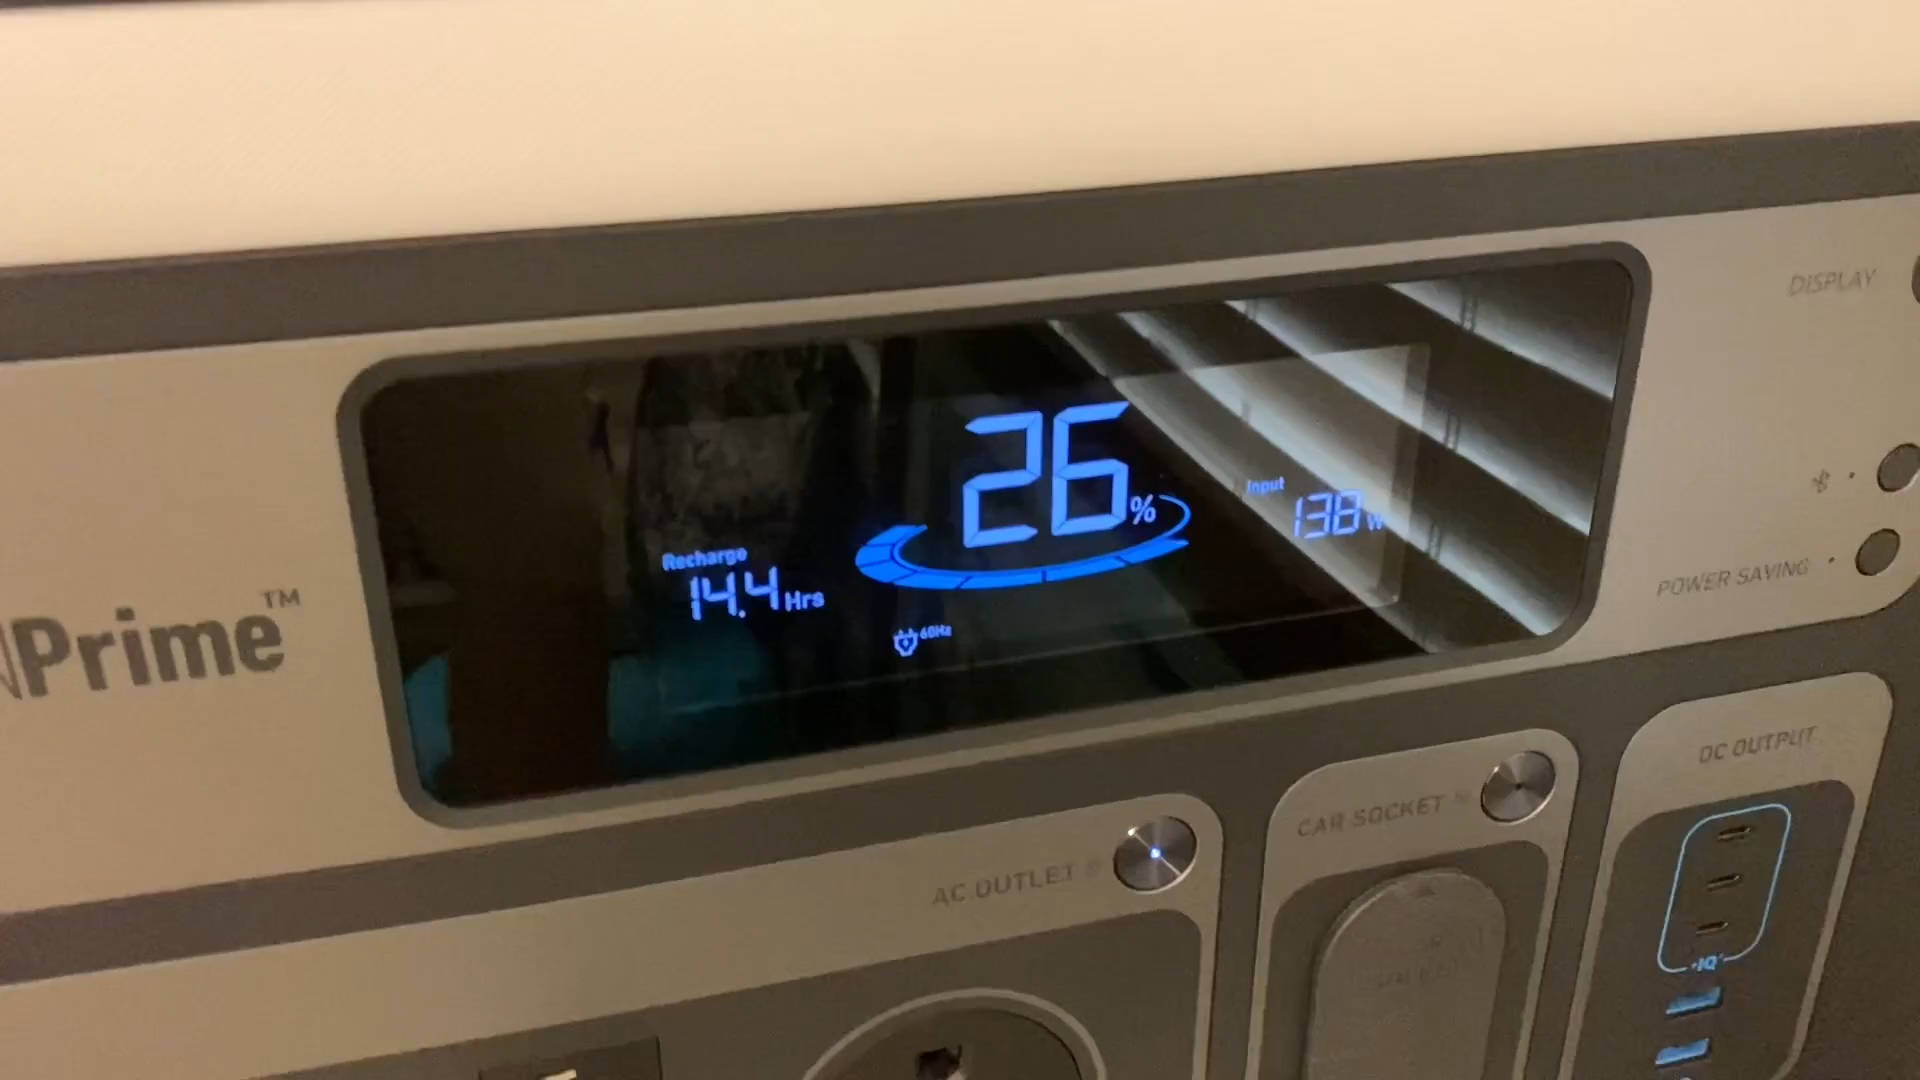 DISPLAY
26%
Input
138W
Recharge
14.4Hrs
60Hz
POWER SAVING
Prime™
DC OUTPUT
CAR SOCKET
AC OUTLET
IQ